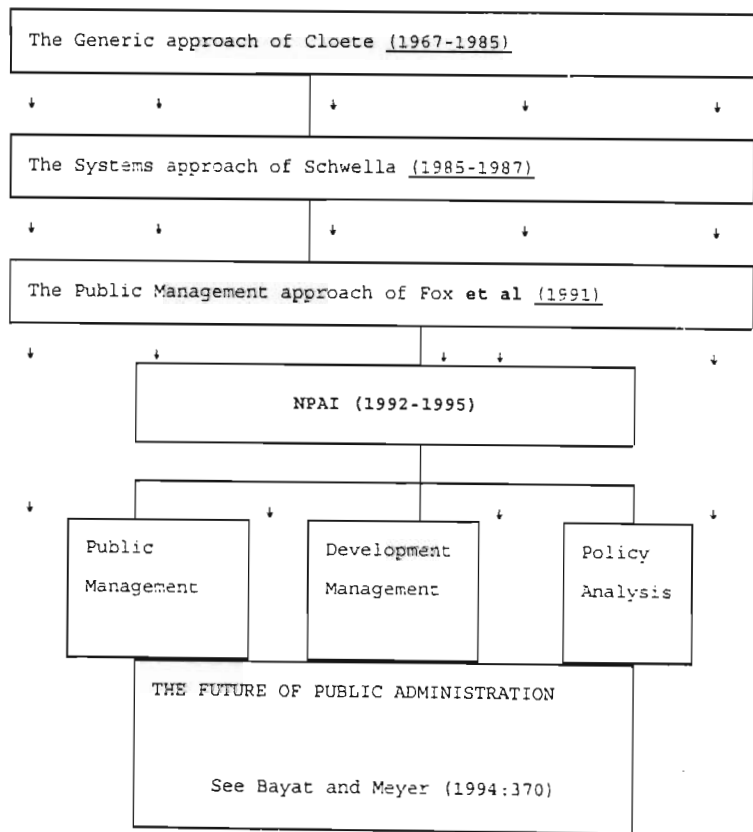 The Generic approach of Cloete (1967-1985)
The Systems approach of Schwella (1985-1987)
The Public Management approach of Fox et al (1991)
NPAI (1992-1995)
Public
Management
Development
Management
Policy
Analysis
THE FUTURE OF PUBLIC ADMINISTRATION
See Bayat and Meyer (1994:370)